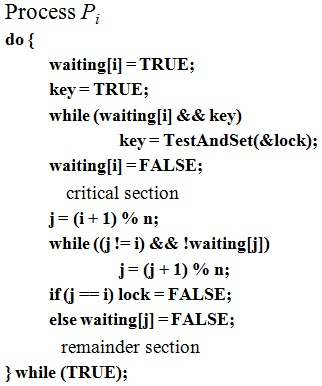 Process Pi
do {
waiting[i] = TRUE;
key = TRUE;
while (waiting[i] && key)
key = TestAndSet(&lock);
waiting[i] = FALSE;
critical section
j = (i + 1) % n;
while ((j != i) && !waiting[j])
j = (j + 1) % n;
if (j == i) lock = FALSE;
else waiting[j] = FALSE;
remainder section
} while (TRUE);